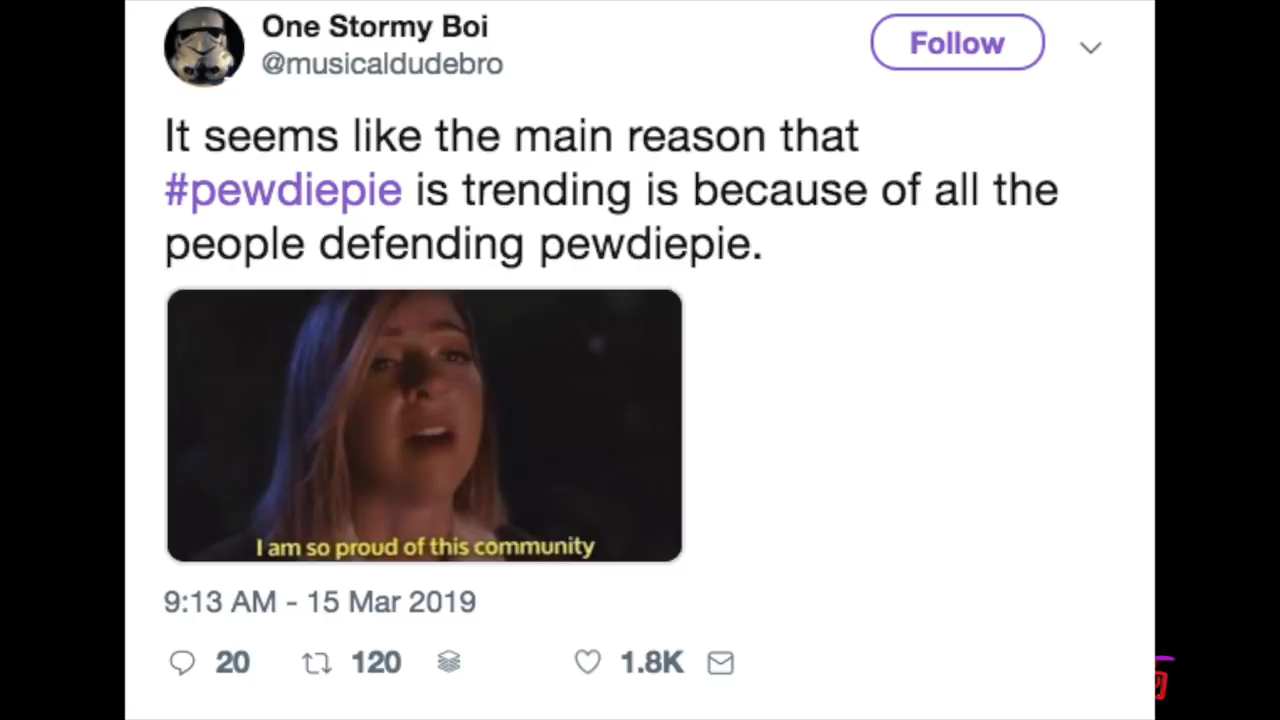 One Stormy Boi
@musicaldudebro
Follow
It seems like the main reason that
#pewdiepie is trending is because of all the
people defending pewdiepie.
I am so proud of this community
9:13 AM - 15 Mar 2019
20 120 1.8K